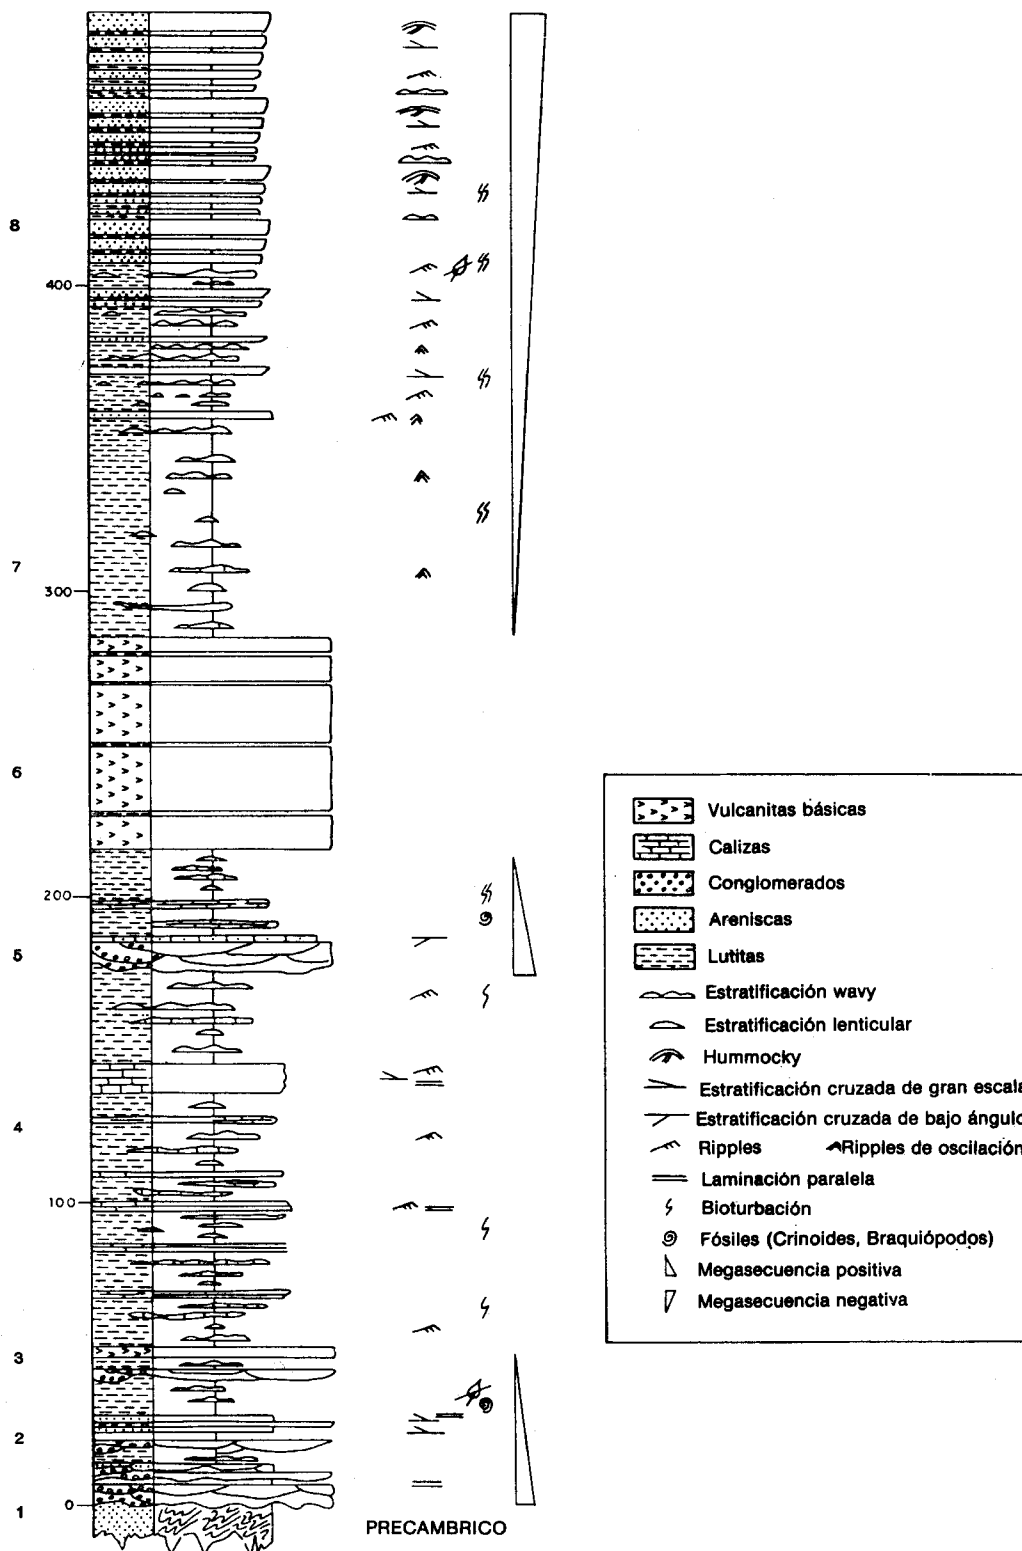 8
400
7
300
6
200
5
4
100
3
2
0
1
PRECAMBRICO
Vulcanitas básicas
Calizas
Conglomerados
Areniscas
Lutitas
Estratificación wavy
Estratificación lenticular
Hummocky
Estratificación cruzada de gran escala
Estratificación cruzada de bajo ángulo
Ripples Ripples de oscilación
Laminación paralela
Bioturbación
Fósiles (Crinoides, Braquiópodos)
Megasecuencia positiva
Megasecuencia negativa